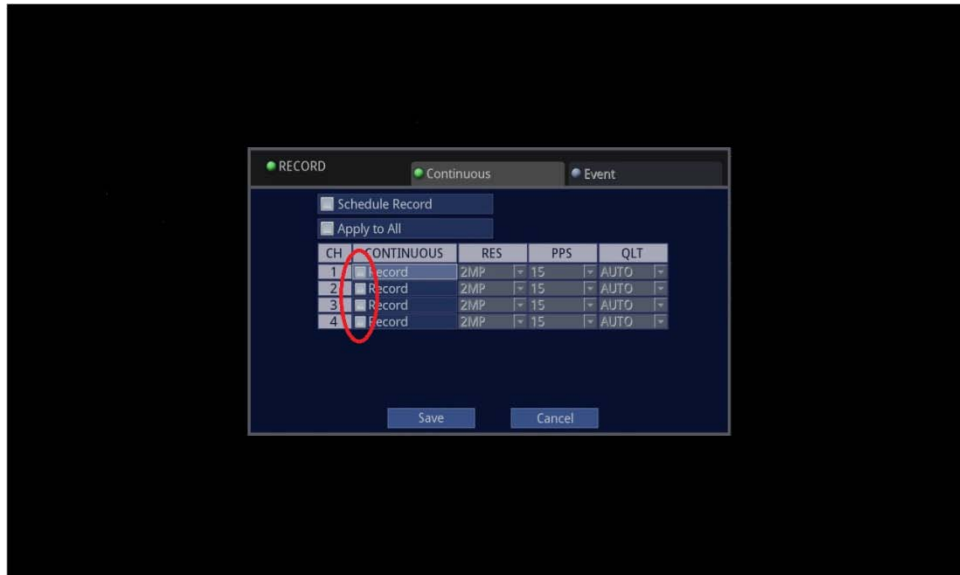 RECORD Continuous Event
Schedule Record
Apply to All
CH CONTINUOUS RES PPS QLT
1 Record 2MP 15 AUTO
2 Record 2MP 15 AUTO
3 Record 2MP 15 AUTO
4 Record 2MP 15 AUTO
Save Cancel